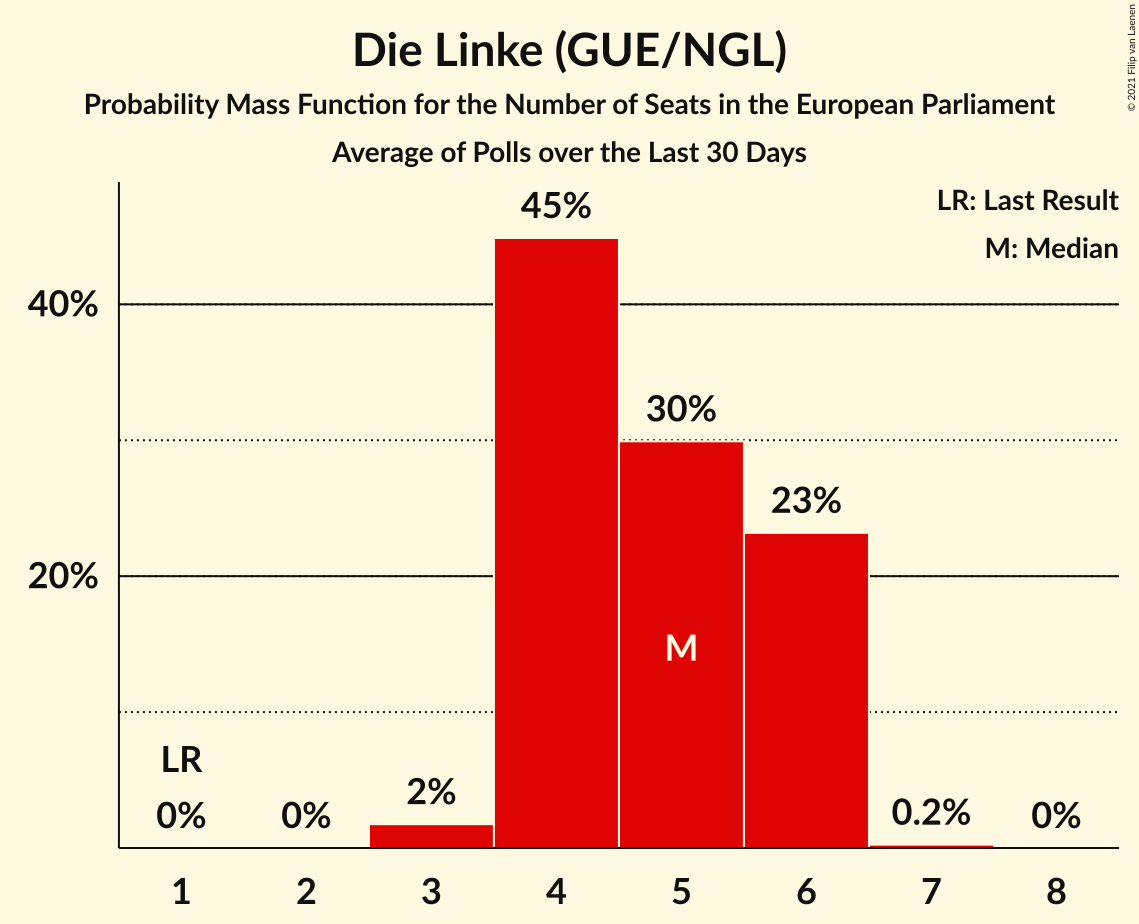 Die Linke (GUE/NGL)
Probability Mass Function for the Number of Seats in the European Parliament
Average of Polls over the Last 30 Days
© 2021 Filip van Laenen
LR: Last Result
M: Median
45%
40%
30%
23%
20%
M
LR
0%
0%
2%
0.2%
0%
1 2 3 4 5 6 7 8